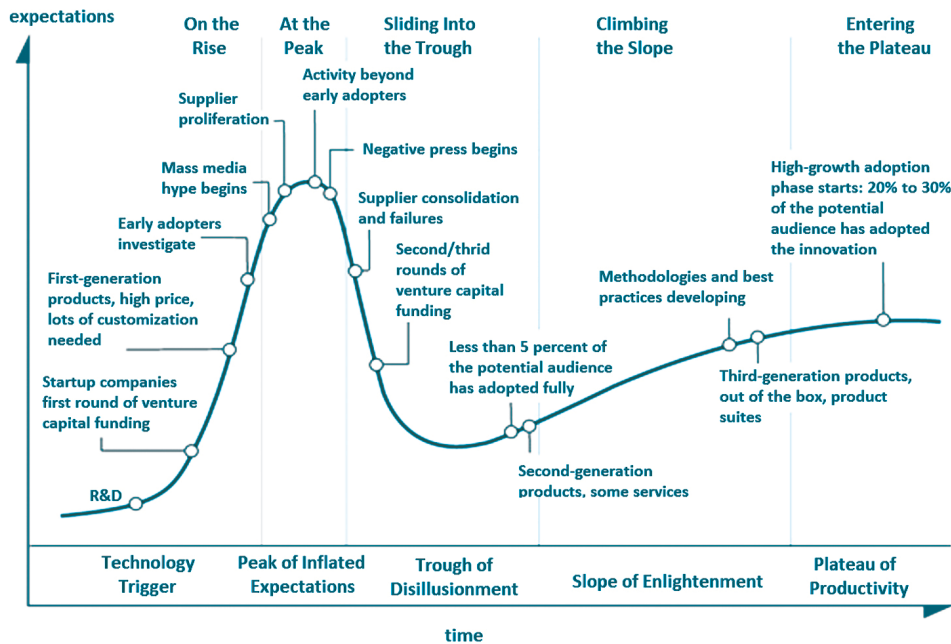 expectations
On the
Rise
At the
Peak
Sliding Into
the Trough
Climbing
the Slope
Entering
the Plateau
Activity beyond
early adopters
Supplier
proliferation
Negative press begins
Mass media
hype begins
High-growth adoption
phase starts: 20% to 30%
of the potential
audience has adopted
the innovation
Supplier consolidation
and failures
Early adopters
investigate
Second/thrid
rounds of
venture capital
funding
Methodologies and best
practices developing
First-generation
products, high price,
lots of customization
needed
Less than 5 percent of
the potential audience
has adopted fully
Third-generation products,
out of the box, product
suites
Startup companies
first round of venture
capital funding
Second-generation
products, some services
R&D
Technology
Trigger
Peak of Inflated
Expectations
Trough of
Disillusionment
Slope of Enlightenment
Plateau of
Productivity
time